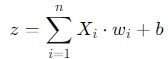 z = \sum_{i=1}^{n} X_i \cdot w_i + b